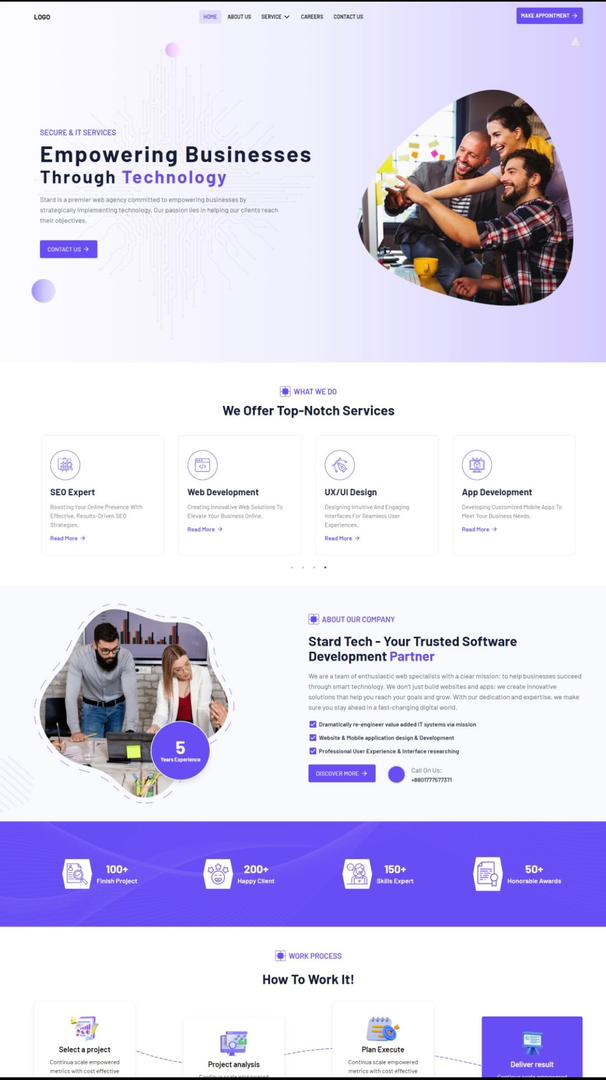 LOGO
HOME
ABOUT US
SERVICE
CAREERS
CONTACT US
MAKE APPOINTMENT →
SECURE & IT SERVICES
Empowering Businesses
Through Technology
Stard is a premier web agency committed to empowering businesses by
strategically implementing technology. Our passion lies in helping our clients reach
their objectives.
CONTACT US →
WHAT WE DO
We Offer Top-Notch Services
SEO Expert
Boosting Your Online Presence With
Effective, Results-Driven SEO
Strategies.
Read More →
Web Development
Creating Innovative Web Solutions To
Elevate Your Business Online.
Read More →
UX/UI Design
Designing Intuitive And Engaging
Interfaces For Seamless User
Experiences.
Read More →
App Development
Developing Customized Mobile Apps To
Meet Your Business Needs.
Read More →
5
Years Experience
ABOUT OUR COMPANY
Stard Tech - Your Trusted Software
Development Partner
We are a team of enthusiastic web specialists with a clear mission: to help businesses succeed
through smart technology. We don't just build websites and apps; we create innovative
solutions that help you reach your goals and grow. With our dedication and expertise, we make
sure you stay ahead in a fast-changing digital world.
Dramatically re-engineer value added IT systems via mission
Website & Mobile application design & Development
Professional User Experience & Interface researching
DISCOVER MORE →
Call On Us:
+8801777577371
100+
Finish Project
200+
Happy Client
150+
Skills Expert
50+
Honorable Awards
WORK PROCESS
How To Work It!
Select a project
Continua scale empowered
metrics with cost effective
Project analysis
Plan Execute
Continua scale empowered
metrics with cost effective
Deliver result